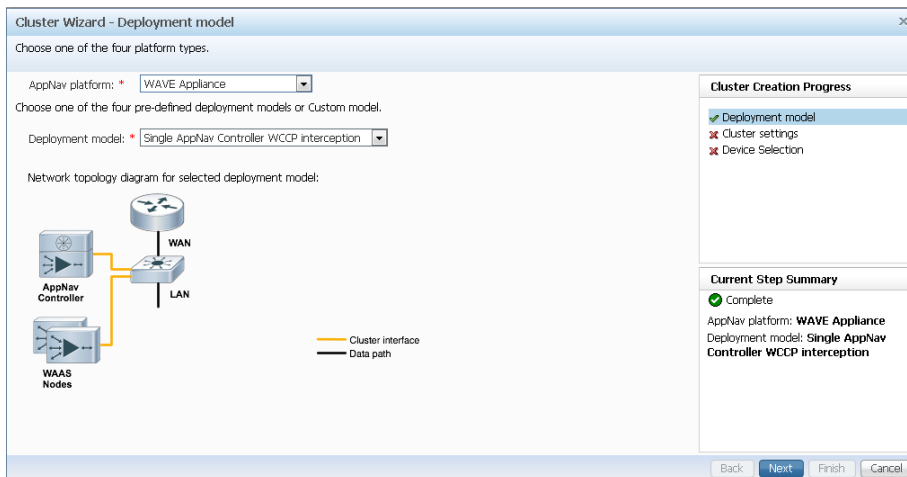 Cluster Wizard - Deployment model
Choose one of the four platform types.
AppNav platform: * WAVE Appliance
Choose one of the four pre-defined deployment models or Custom model.
Deployment model: * Single AppNav Controller WCCP interception
Network topology diagram for selected deployment model:
WAN
AppNav
Controller
LAN
WAAS
Nodes
Cluster interface
Data path
Cluster Creation Progress
Deployment model
Cluster settings
Device Selection
Current Step Summary
Complete
AppNav platform: WAVE Appliance
Deployment model: Single AppNav
Controller WCCP interception
Back Next Finish Cancel